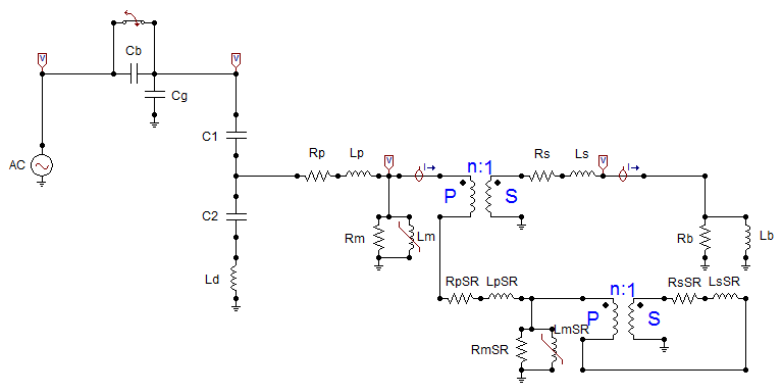 Cb
V
V
Cg
C1
AC
Rp
Lp
V
I
n:1
P
S
Rs
Ls
V
I
C2
Rm
Lm
Rb
Lb
Ld
RpSR
LpSR
n:1
P
S
RsSR
LsSR
RmSR
LmSR